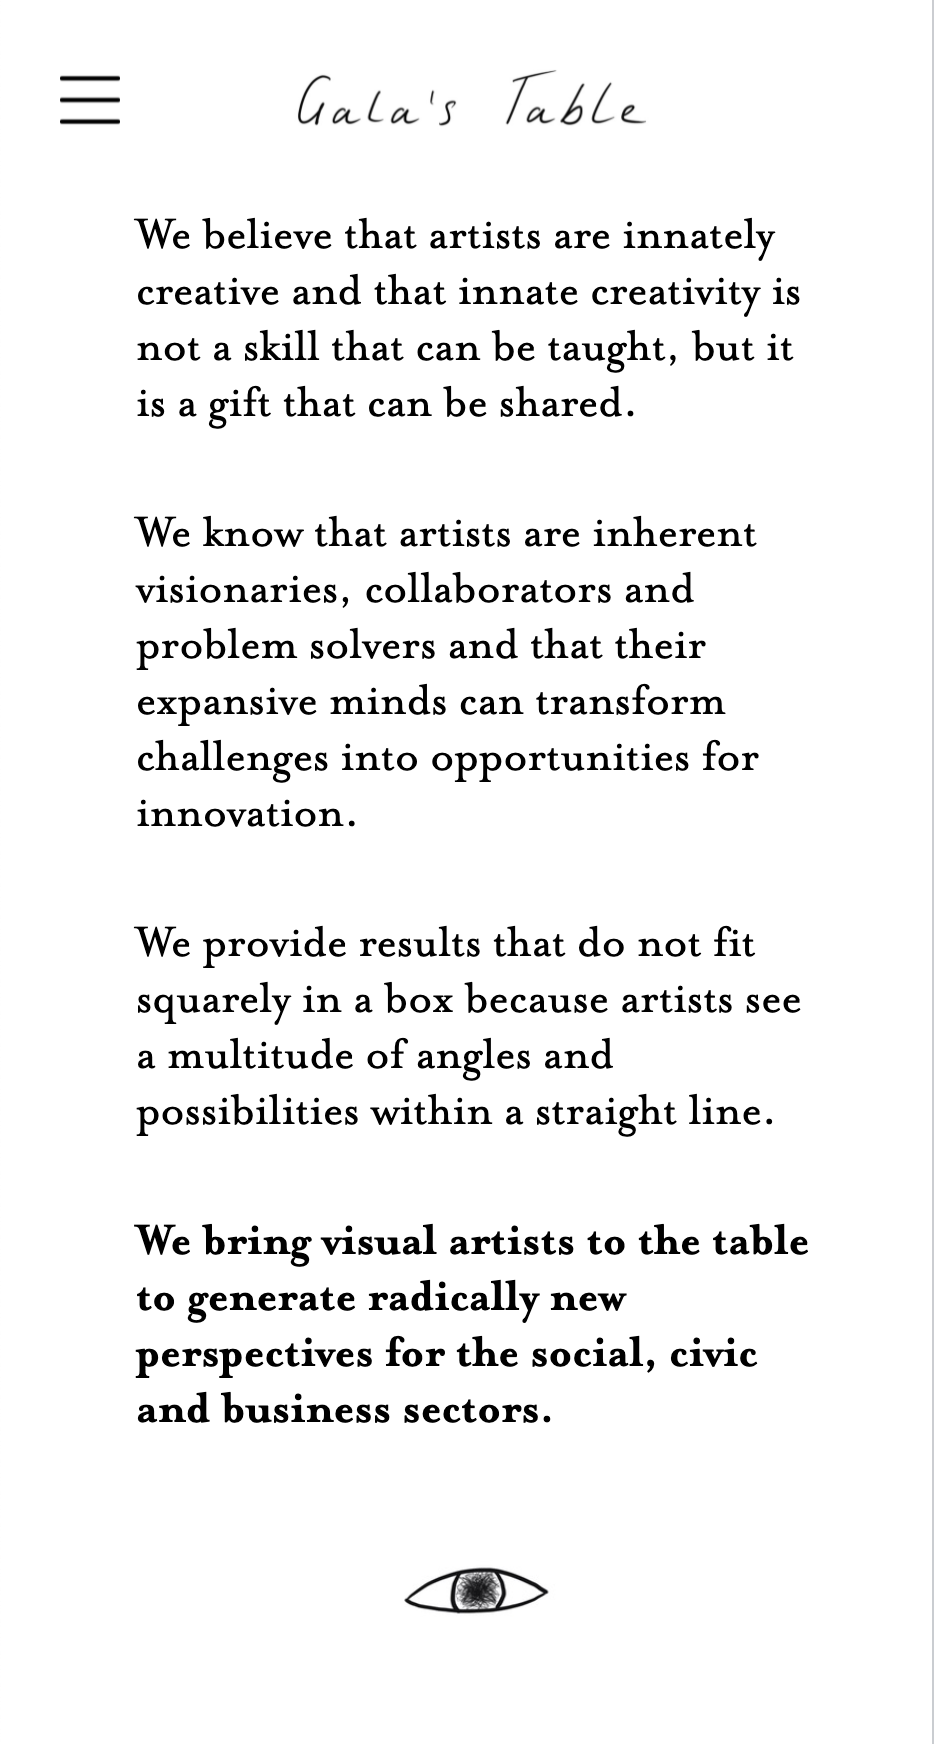 Gala's Table
We believe that artists are innately
creative and that innate creativity is
not a skill that can be taught, but it
is a gift that can be shared.
We know that artists are inherent
visionaries, collaborators and
problem solvers and that their
expansive minds can transform
challenges into opportunities for
innovation.
We provide results that do not fit
squarely in a box because artists see
a multitude of angles and
possibilities within a straight line.
We bring visual artists to the table
to generate radically new
perspectives for the social, civic
and business sectors.